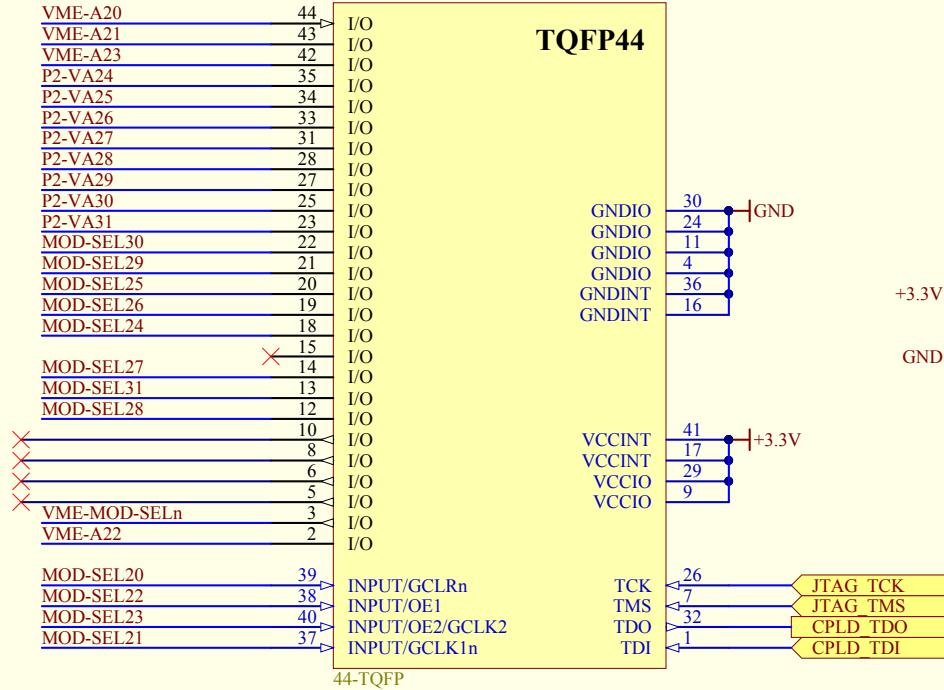 TQFP44
VME-A20 44 I/O
VME-A21 43 I/O
VME-A23 42 I/O
P2-VA24 35 I/O
P2-VA25 34 I/O
P2-VA26 33 I/O
P2-VA27 31 I/O
P2-VA28 28 I/O
P2-VA29 27 I/O
P2-VA30 25 I/O GNDIO 30 GND
P2-VA31 23 I/O GNDIO 24
MOD-SEL30 22 I/O GNDIO 11
MOD-SEL29 21 I/O GNDIO 4
MOD-SEL25 20 I/O GNDINT 36 +3.3V
MOD-SEL26 19 I/O GNDINT 16
MOD-SEL24 18 I/O
15 I/O GND
MOD-SEL27 14 I/O
MOD-SEL31 13 I/O
MOD-SEL28 12 I/O
10 I/O VCCINT 41 +3.3V
8 I/O VCCINT 17
6 I/O VCCIO 29
5 I/O VCCIO 9
VME-MOD-SELn 3 I/O
VME-A22 2 I/O
MOD-SEL20 39 INPUT/GCLRn TCK 26 JTAG_TCK
MOD-SEL22 38 INPUT/OE1 TMS 7 JTAG_TMS
MOD-SEL23 40 INPUT/OE2/GCLK2 TDO 32 CPLD_TDO
MOD-SEL21 37 INPUT/GCLK1n TDI 1 CPLD_TDI
44-TQFP